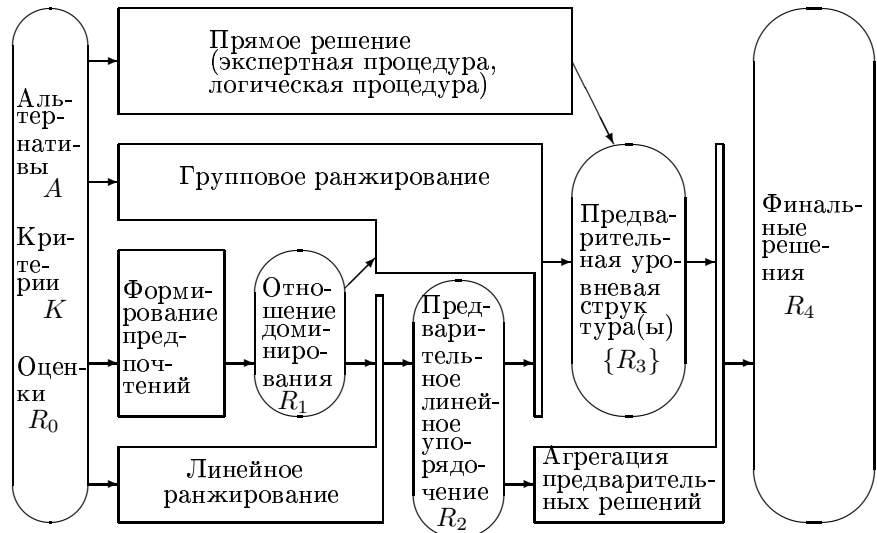 Аль-
тер-
нати-
вы
A
Кри-
те-
рии
K
Оцен-
ки
R0
Прямое решение
(экспертная процедура,
логическая процедура)
Групповое ранжирование
Форми-
рование
пред-
поч-
тений
Отно-
шение
доми-
ниро-
вания
R1
Линейное
ранжирование
Пред-
вари-
тель-
ное
линей-
ное
упо-
рядо-
чение
R2
Предва-
ритель-
ная уро-
вневая
струк
тура(ы)
{R3}
Агрегация
предваритель-
ных решений
Финаль-
ные
реше-
ния
R4